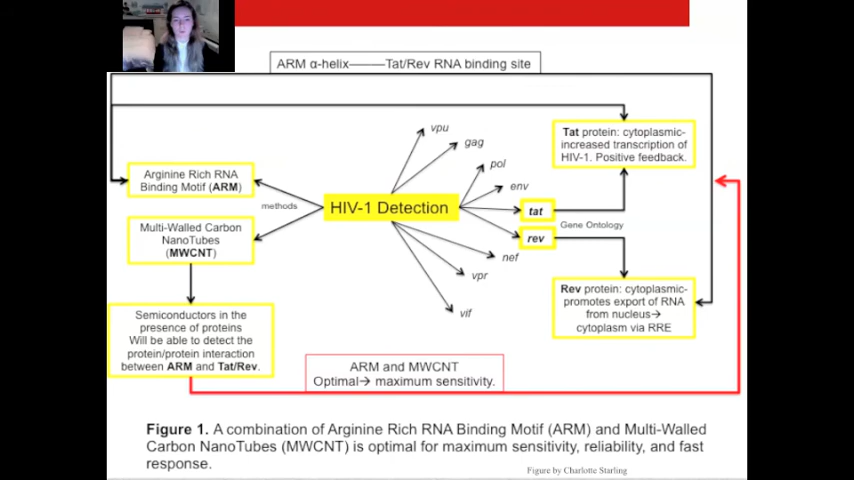 ARM α-helix———Tat/Rev RNA binding site
vpu
gag
pol
env
tat
rev
nef
vpr
vif
HIV-1 Detection
methods
Gene Ontology
Arginine Rich RNA
Binding Motif (ARM)
Multi-Walled Carbon
NanoTubes
(MWCNT)
Semiconductors in the
presence of proteins
Will be able to detect the
protein/protein interaction
between ARM and Tat/Rev.
Tat protein: cytoplasmic-
increased transcription of
HIV-1. Positive feedback.
Rev protein: cytoplasmic-
promotes export of RNA
from nucleus→
cytoplasm via RRE
ARM and MWCNT
Optimal→ maximum sensitivity.
Figure 1. A combination of Arginine Rich RNA Binding Motif (ARM) and Multi-Walled
Carbon NanoTubes (MWCNT) is optimal for maximum sensitivity, reliability, and fast
response.
Figure by Charlotte Starling